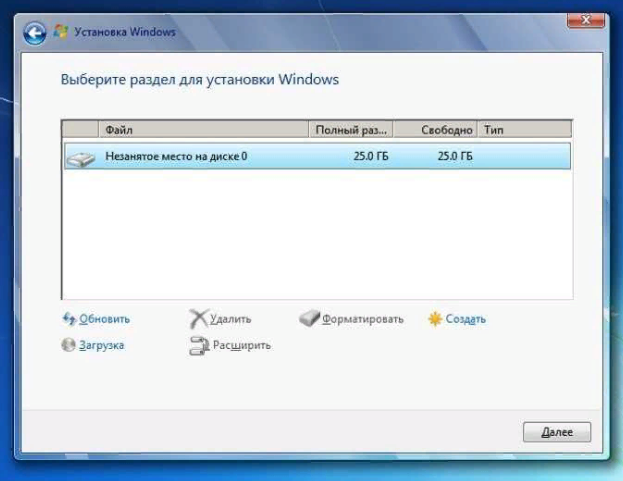 Установка Windows
Выберите раздел для установки Windows
Файл Полный раз... Свободно Тип
Незанятое место на диске 0 25.0 ГБ 25.0 ГБ
Обновить Удалить Форматировать Создать
Загрузка Расширить
Далее